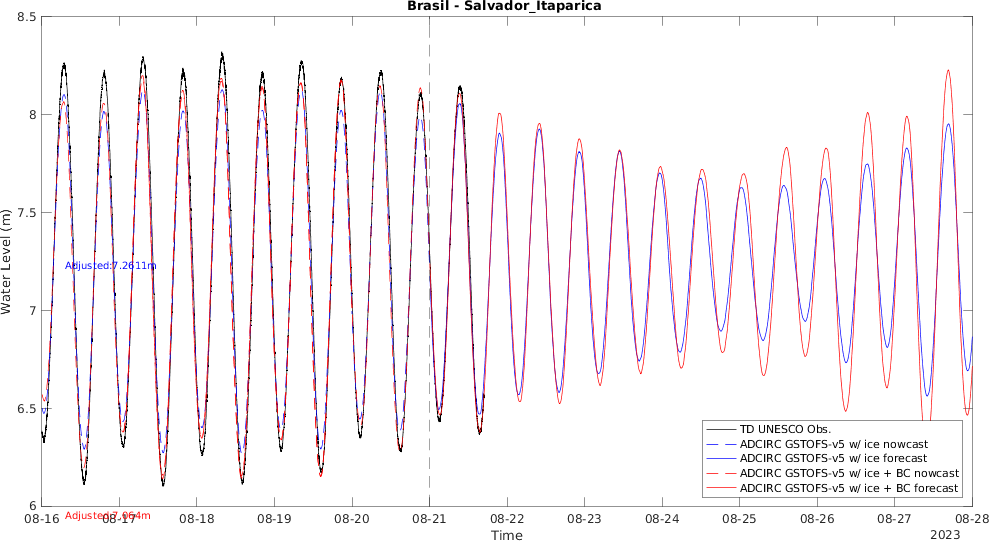 Brasil - Salvador_Itaparica
8.5
8
7.5
7
6.5
6
Water Level (m)
Adjusted:7.2611m
Adjusted:7.064m
TD UNESCO Obs.
ADCIRC GSTOFS-v5 w/ ice nowcast
ADCIRC GSTOFS-v5 w/ ice forecast
ADCIRC GSTOFS-v5 w/ ice + BC nowcast
ADCIRC GSTOFS-v5 w/ ice + BC forecast
08-16 08-17 08-18 08-19 08-20 08-21 08-22 08-23 08-24 08-25 08-26 08-27 08-28
Time
2023